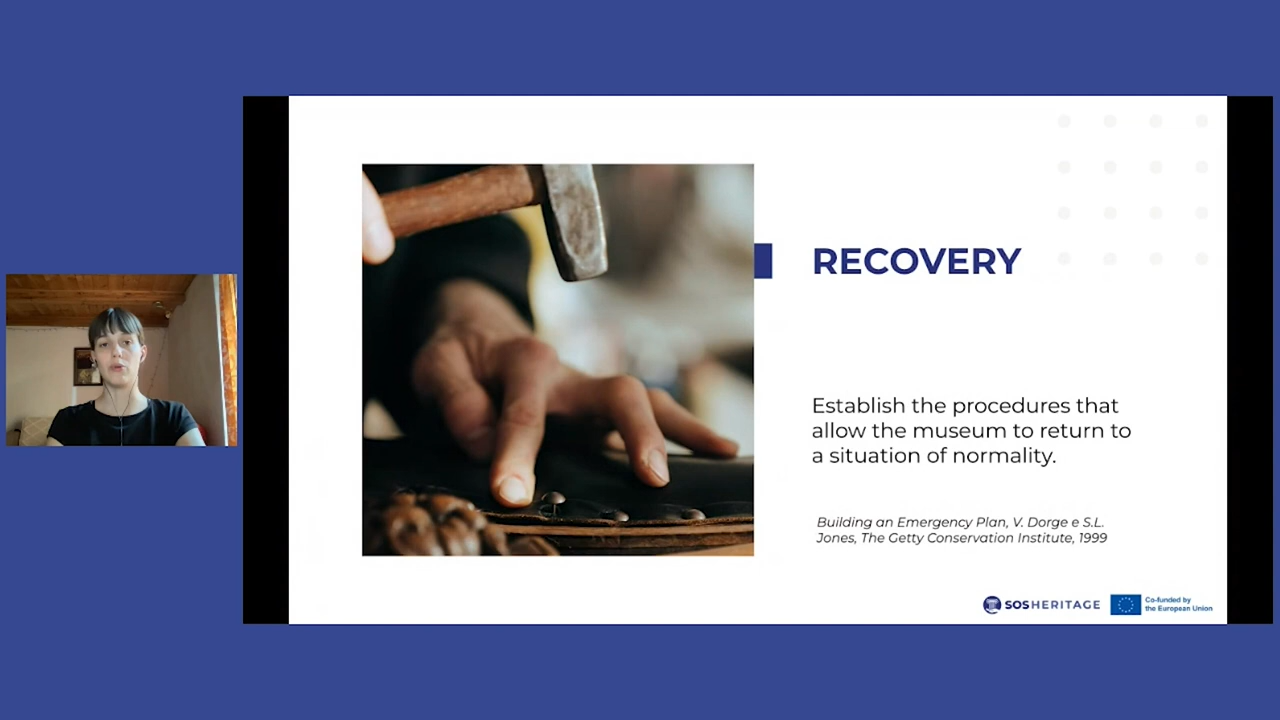 RECOVERY
Establish the procedures that
allow the museum to return to
a situation of normality.
Building an Emergency Plan, V. Dorge e S.L.
Jones, The Getty Conservation Institute, 1999
SOSHERITAGE
Co-funded by
the European Union